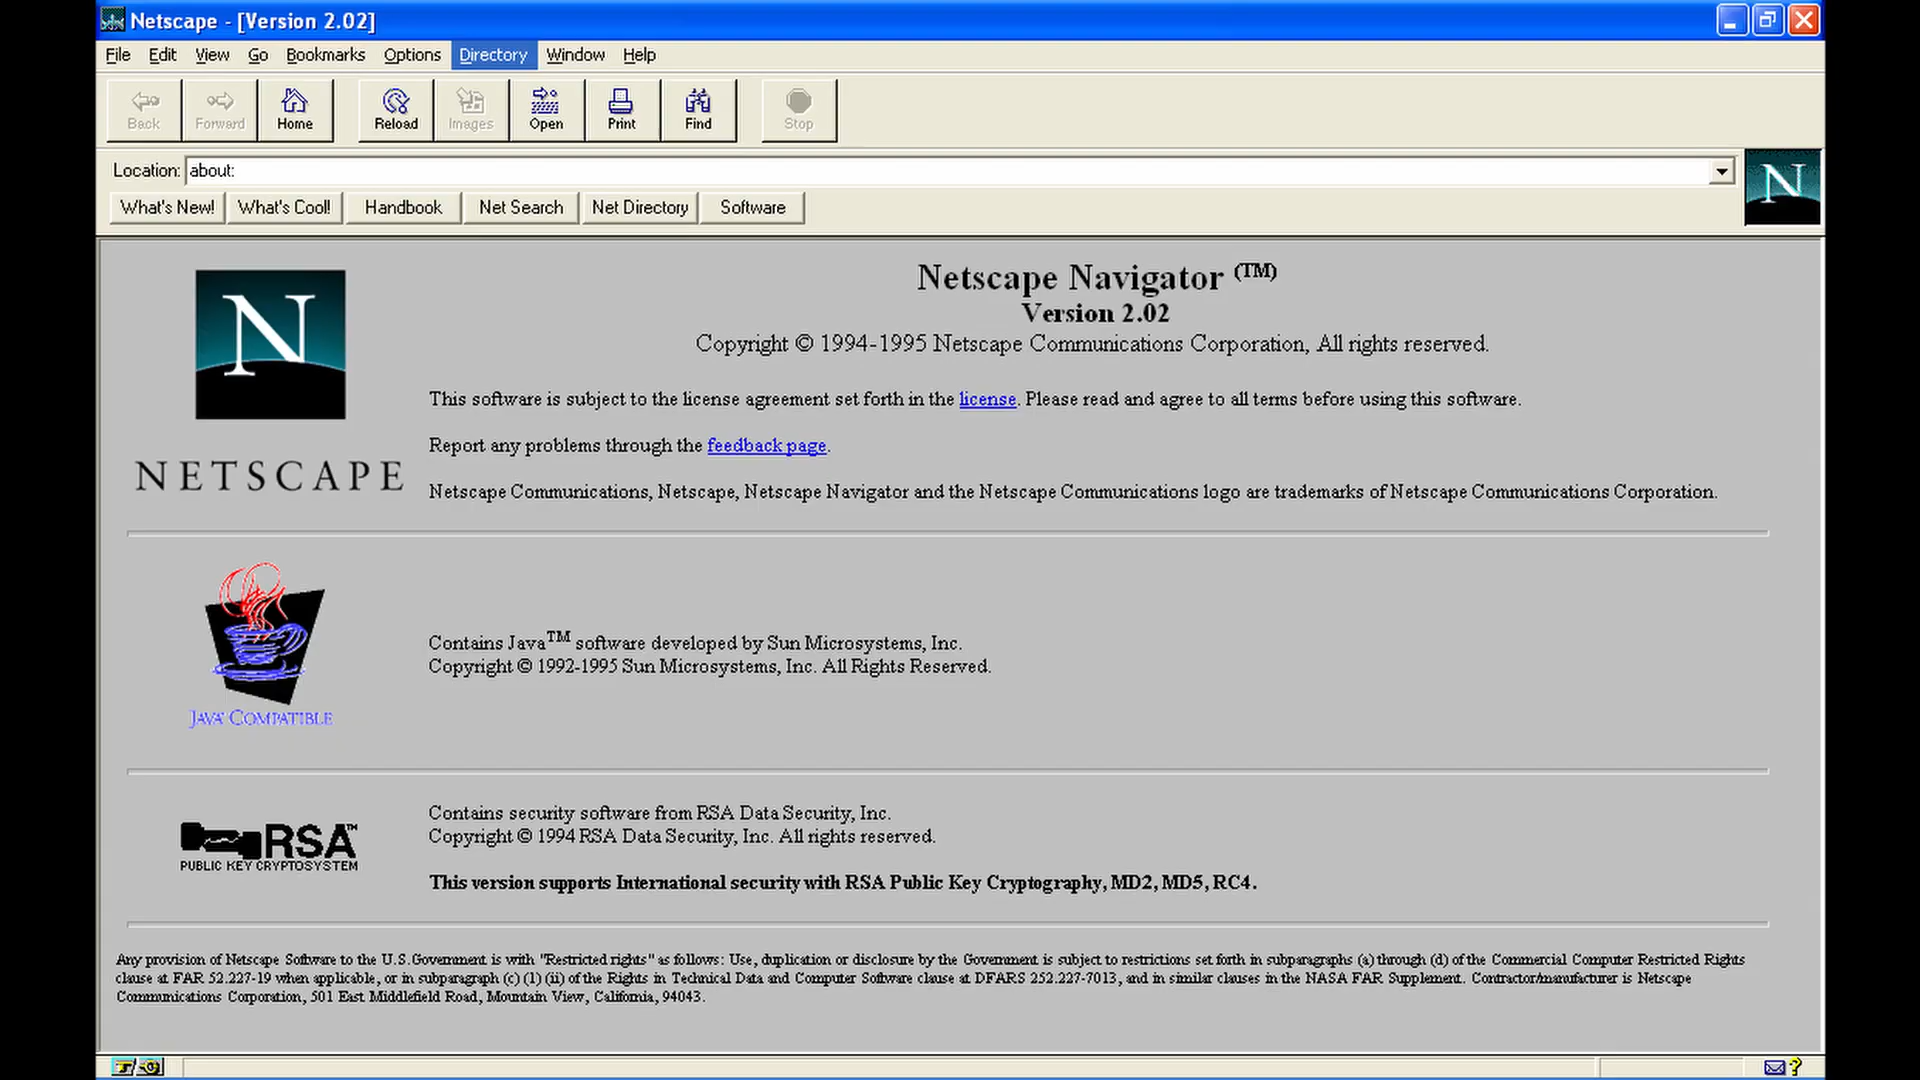 Netscape - [Version 2.02]
File Edit View Go Bookmarks Options Directory Window Help
Back Forward Home Reload Images Open Print Find Stop
Location: about:
N
What's New! What's Cool! Handbook Net Search Net Directory Software
N
NETSCAPE
Netscape Navigator (TM)
Version 2.02
Copyright © 1994-1995 Netscape Communications Corporation, All rights reserved.
This software is subject to the license agreement set forth in the license. Please read and agree to all terms before using this software.
Report any problems through the feedback page.
Netscape Communications, Netscape, Netscape Navigator and the Netscape Communications logo are trademarks of Netscape Communications Corporation.
JAVA COMPATIBLE
Contains Java™ software developed by Sun Microsystems, Inc.
Copyright © 1992-1995 Sun Microsystems, Inc. All Rights Reserved.
RSA™
PUBLIC KEY CRYPTOSYSTEM
Contains security software from RSA Data Security, Inc.
Copyright © 1994 RSA Data Security, Inc. All rights reserved.
This version supports International security with RSA Public Key Cryptography, MD2, MD5, RC4.
Any provision of Netscape Software to the U.S.Government is with "Restricted rights" as follows: Use, duplication or disclosure by the Government is subject to restrictions set forth in subparagraphs (a) through (d) of the Commercial Computer Restricted Rights
clause at FAR 52.227-19 when applicable, or in subparagraph (c) (1) (ii) of the Rights in Technical Data and Computer Software clause at DFARS 252.227-7013, and in similar clauses in the NASA FAR Supplement. Contractor/manufacturer is Netscape
Communications Corporation, 501 East Middlefield Road, Mountain View, California, 94043.
?